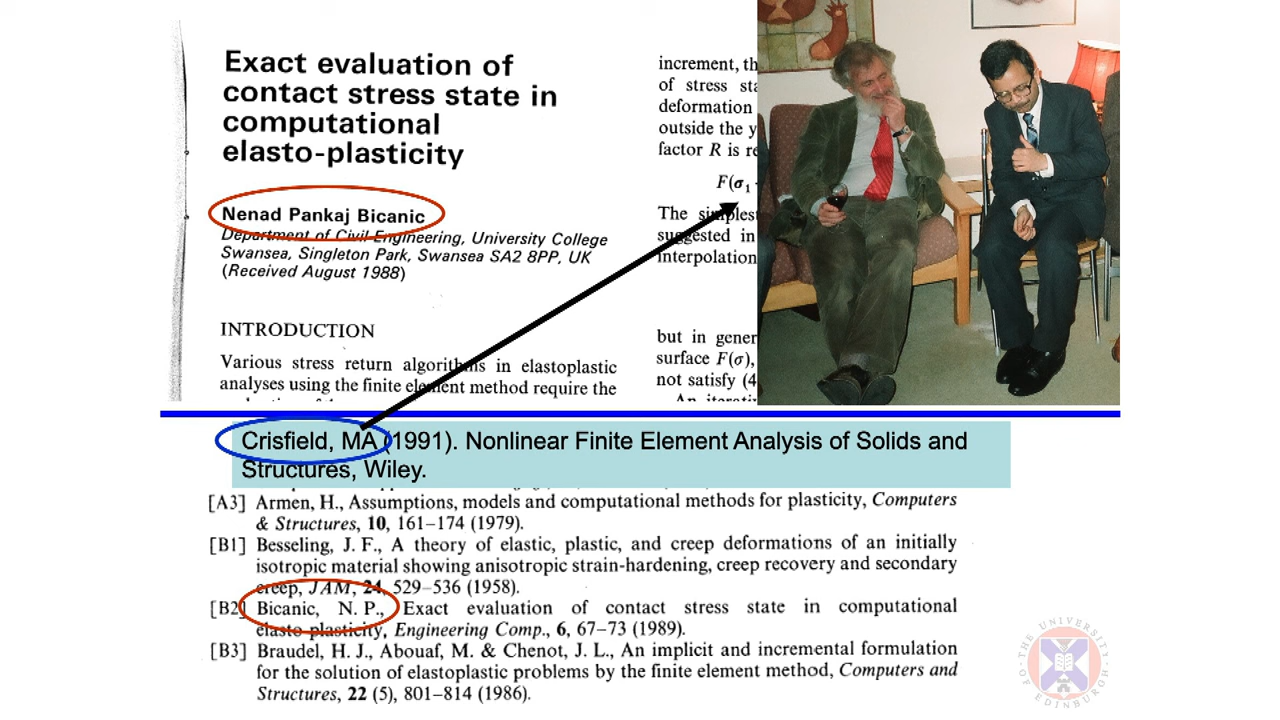 Exact evaluation of
contact stress state in
computational
elasto-plasticity
Nenad Pankaj Bicanic
Department of Civil Engineering, University College
Swansea, Singleton Park, Swansea SA2 8PP, UK
(Received August 1988)
INTRODUCTION
Various stress return algorithms in elastoplastic
analyses using the finite element method require the
increment, th
of stress sta
deformation
outside the y
factor R is re
F(σ1
The simples
suggested in
interpolation
but in gener
surface F(σ),
not satisfy (4
An iterati
Crisfield, MA (1991). Nonlinear Finite Element Analysis of Solids and
Structures, Wiley.
[A3] Armen, H., Assumptions, models and computational methods for plasticity, Computers
& Structures, 10, 161–174 (1979).
[B1] Besseling, J. F., A theory of elastic, plastic, and creep deformations of an initially
isotropic material showing anisotropic strain-hardening, creep recovery and secondary
creep, JAM, 24, 529–536 (1958).
[B2] Bicanic, N. P., Exact evaluation of contact stress state in computational
elasto-plasticity, Engineering Comp., 6, 67–73 (1989).
[B3] Braudel, H. J., Abouaf, M. & Chenot, J. L., An implicit and incremental formulation
for the solution of elastoplastic problems by the finite element method, Computers and
Structures, 22 (5), 801–814 (1986).
THE UNIVERSITY
OF EDINBURGH